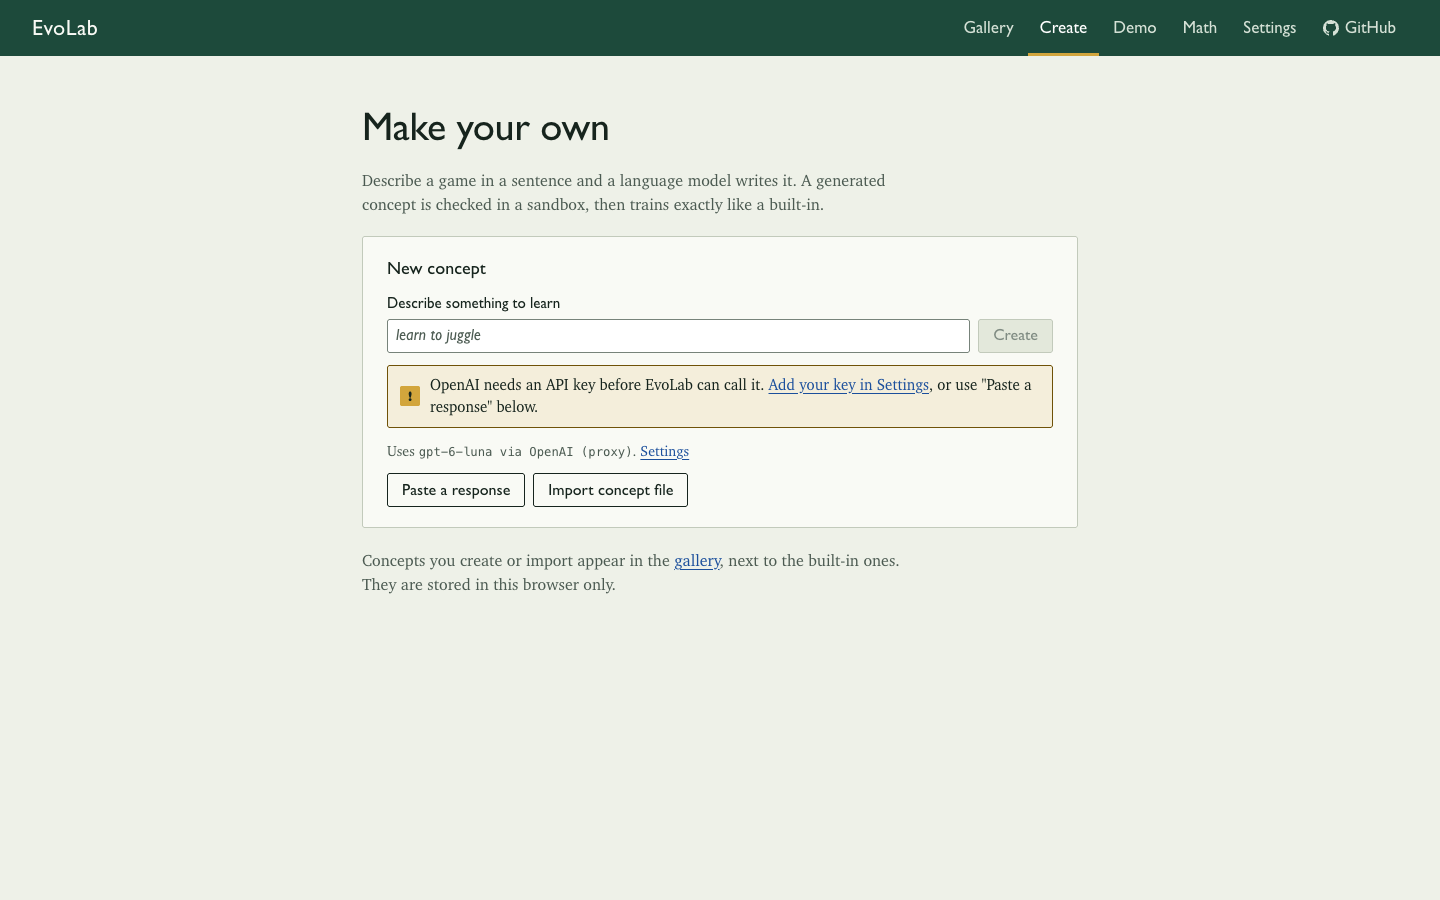 EvoLab
Gallery
Create
Demo
Math
Settings
GitHub
Make your own
Describe a game in a sentence and a language model writes it. A generated
concept is checked in a sandbox, then trains exactly like a built-in.
New concept
Describe something to learn
learn to juggle
Create
!
OpenAI needs an API key before EvoLab can call it. Add your key in Settings, or use "Paste a
response" below.
Uses gpt-6-luna via OpenAI (proxy). Settings
Paste a response
Import concept file
Concepts you create or import appear in the gallery, next to the built-in ones.
They are stored in this browser only.